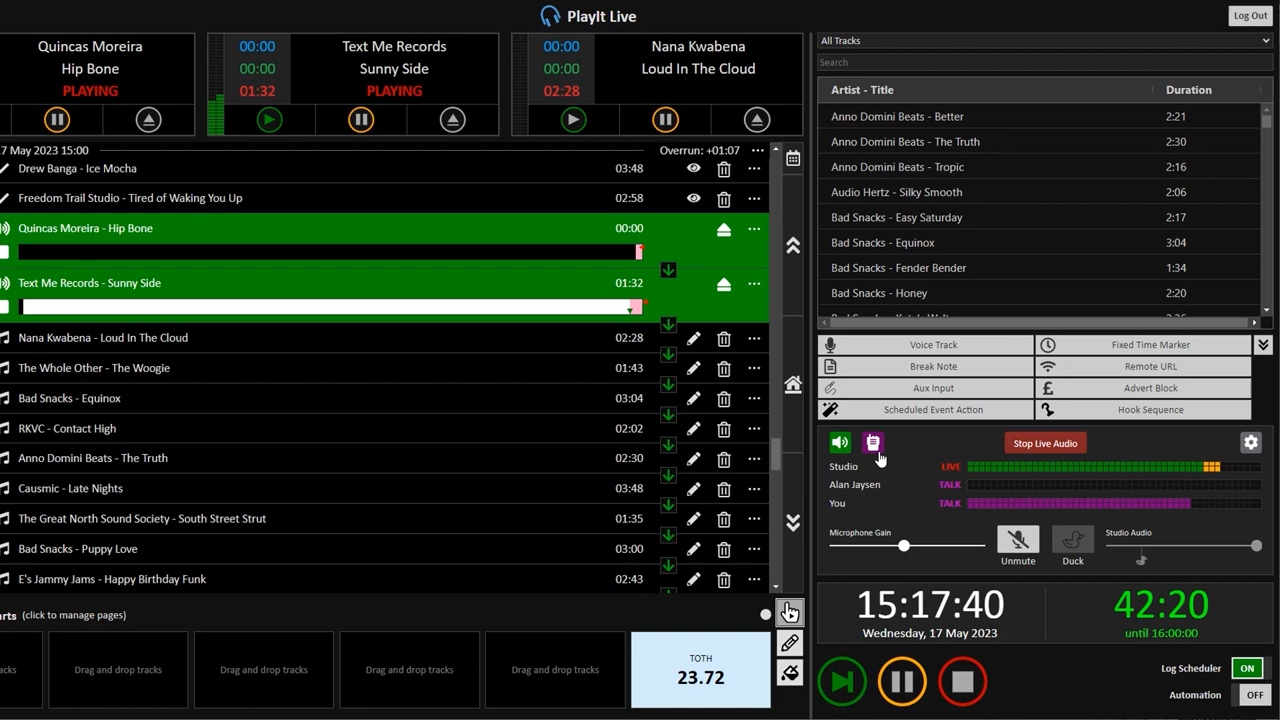 PlayIt Live
Log Out
Quincas Moreira
Hip Bone
PLAYING
00:00
00:00
01:32
Text Me Records
Sunny Side
PLAYING
00:00
00:00
02:28
Nana Kwabena
Loud In The Cloud
7 May 2023 15:00
Overrun: +01:07
Drew Banga - Ice Mocha 03:48
Freedom Trail Studio - Tired of Waking You Up 02:58
Quincas Moreira - Hip Bone 00:00
Text Me Records - Sunny Side 01:32
Nana Kwabena - Loud In The Cloud 02:28
The Whole Other - The Woogie 01:43
Bad Snacks - Equinox 03:04
RKVC - Contact High 02:02
Anno Domini Beats - The Truth 02:30
Causmic - Late Nights 03:48
The Great North Sound Society - South Street Strut 01:35
Bad Snacks - Puppy Love 03:00
E's Jammy Jams - Happy Birthday Funk 02:43
arts (click to manage pages)
acks
Drag and drop tracks
Drag and drop tracks
Drag and drop tracks
Drag and drop tracks
TOTH
23.72
All Tracks
Search
Artist - Title Duration
Anno Domini Beats - Better 2:21
Anno Domini Beats - The Truth 2:30
Anno Domini Beats - Tropic 2:16
Audio Hertz - Silky Smooth 2:06
Bad Snacks - Easy Saturday 2:17
Bad Snacks - Equinox 3:04
Bad Snacks - Fender Bender 1:34
Bad Snacks - Honey 2:20
Voice Track
Fixed Time Marker
Break Note
Remote URL
Aux Input
£ Advert Block
Scheduled Event Action
Hook Sequence
Stop Live Audio
Studio LIVE
Alan Jaysen TALK
You TALK
Microphone Gain
Unmute
Duck
Studio Audio
15:17:40
Wednesday, 17 May 2023
42:20
until 16:00:00
Log Scheduler ON
Automation OFF